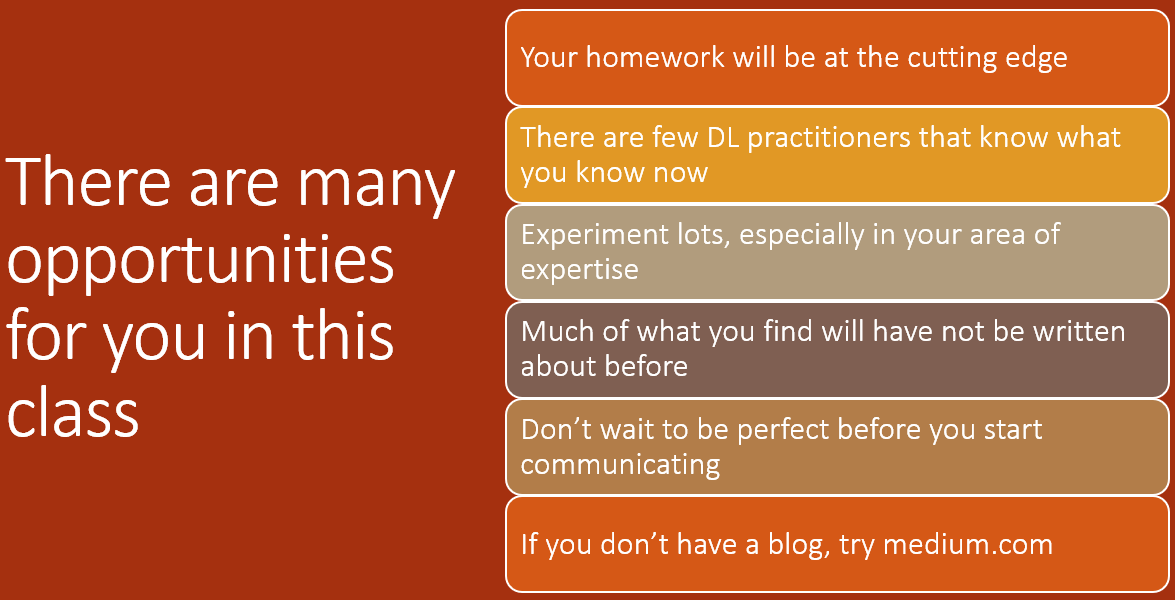 There are many
opportunities
for you in this
class
Your homework will be at the cutting edge
There are few DL practitioners that know what
you know now
Experiment lots, especially in your area of
expertise
Much of what you find will have not be written
about before
Don’t wait to be perfect before you start
communicating
If you don’t have a blog, try medium.com